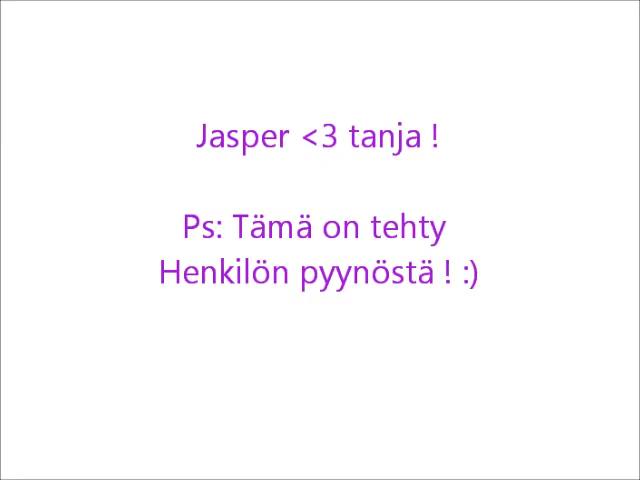 Jasper <3 tanja !
Ps: Tämä on tehty
Henkilön pyynöstä ! :)